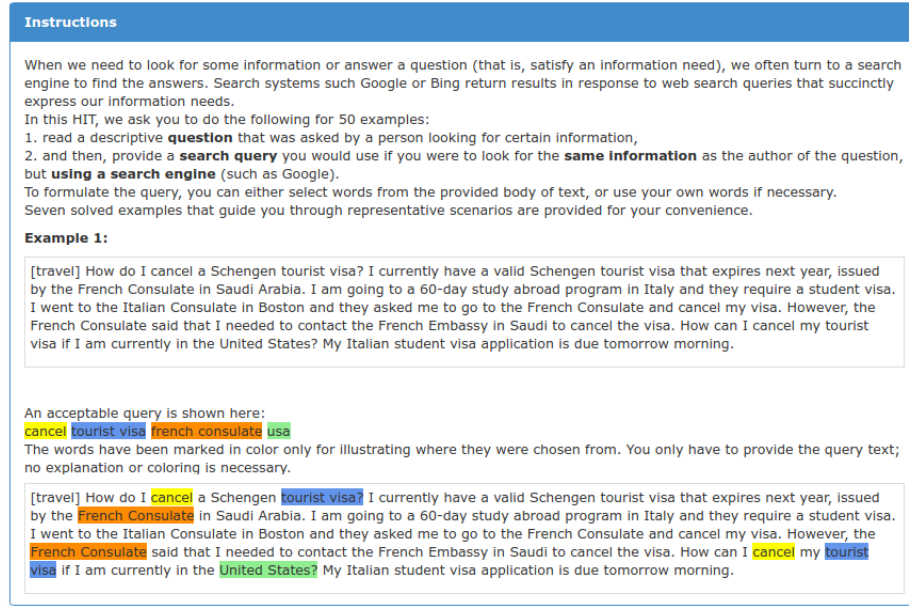 Instructions
When we need to look for some information or answer a question (that is, satisfy an information need), we often turn to a search
engine to find the answers. Search systems such Google or Bing return results in response to web search queries that succinctly
express our information needs.
In this HIT, we ask you to do the following for 50 examples:
1. read a descriptive question that was asked by a person looking for certain information,
2. and then, provide a search query you would use if you were to look for the same information as the author of the question,
but using a search engine (such as Google).
To formulate the query, you can either select words from the provided body of text, or use your own words if necessary.
Seven solved examples that guide you through representative scenarios are provided for your convenience.
Example 1:
[travel] How do I cancel a Schengen tourist visa? I currently have a valid Schengen tourist visa that expires next year, issued
by the French Consulate in Saudi Arabia. I am going to a 60-day study abroad program in Italy and they require a student visa.
I went to the Italian Consulate in Boston and they asked me to go to the French Consulate and cancel my visa. However, the
French Consulate said that I needed to contact the French Embassy in Saudi to cancel the visa. How can I cancel my tourist
visa if I am currently in the United States? My Italian student visa application is due tomorrow morning.
An acceptable query is shown here:
cancel tourist visa french consulate usa
The words have been marked in color only for illustrating where they were chosen from. You only have to provide the query text;
no explanation or coloring is necessary.
[travel] How do I cancel a Schengen tourist visa? I currently have a valid Schengen tourist visa that expires next year, issued
by the French Consulate in Saudi Arabia. I am going to a 60-day study abroad program in Italy and they require a student visa.
I went to the Italian Consulate in Boston and they asked me to go to the French Consulate and cancel my visa. However, the
French Consulate said that I needed to contact the French Embassy in Saudi to cancel the visa. How can I cancel my tourist
visa if I am currently in the United States? My Italian student visa application is due tomorrow morning.